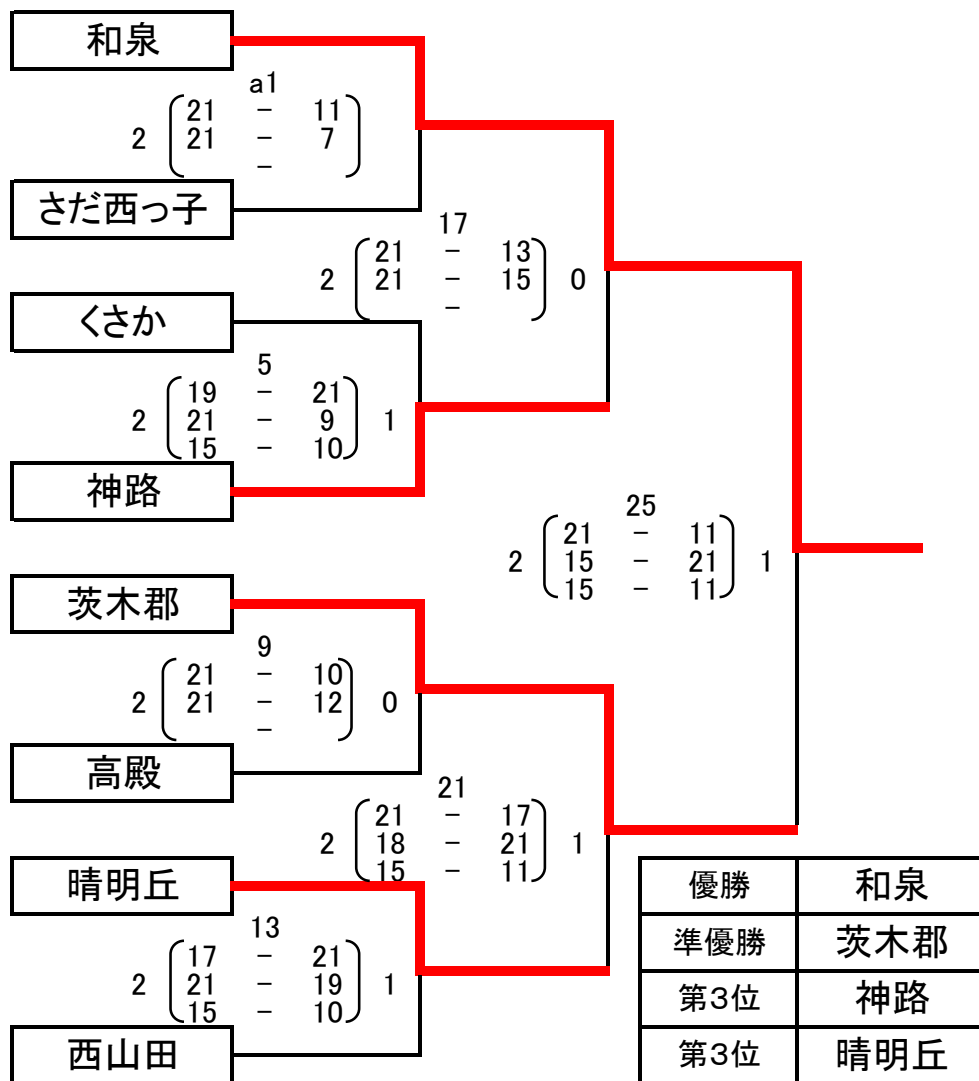 和泉
a1
21 - 11
2 21 - 7
-
さだ西っ子
17
21 - 13
2 21 - 15 0
-
くさか
5
19 - 21
2 21 - 9 1
15 - 10
神路
25
21 - 11
2 15 - 21 1
15 - 11
茨木郡
9
21 - 10
2 21 - 12 0
-
高殿
21
21 - 17
2 18 - 21 1
15 - 11
晴明丘
13
17 - 21
2 21 - 19 1
15 - 10
西山田
優勝 和泉
準優勝 茨木郡
第3位 神路
第3位 晴明丘